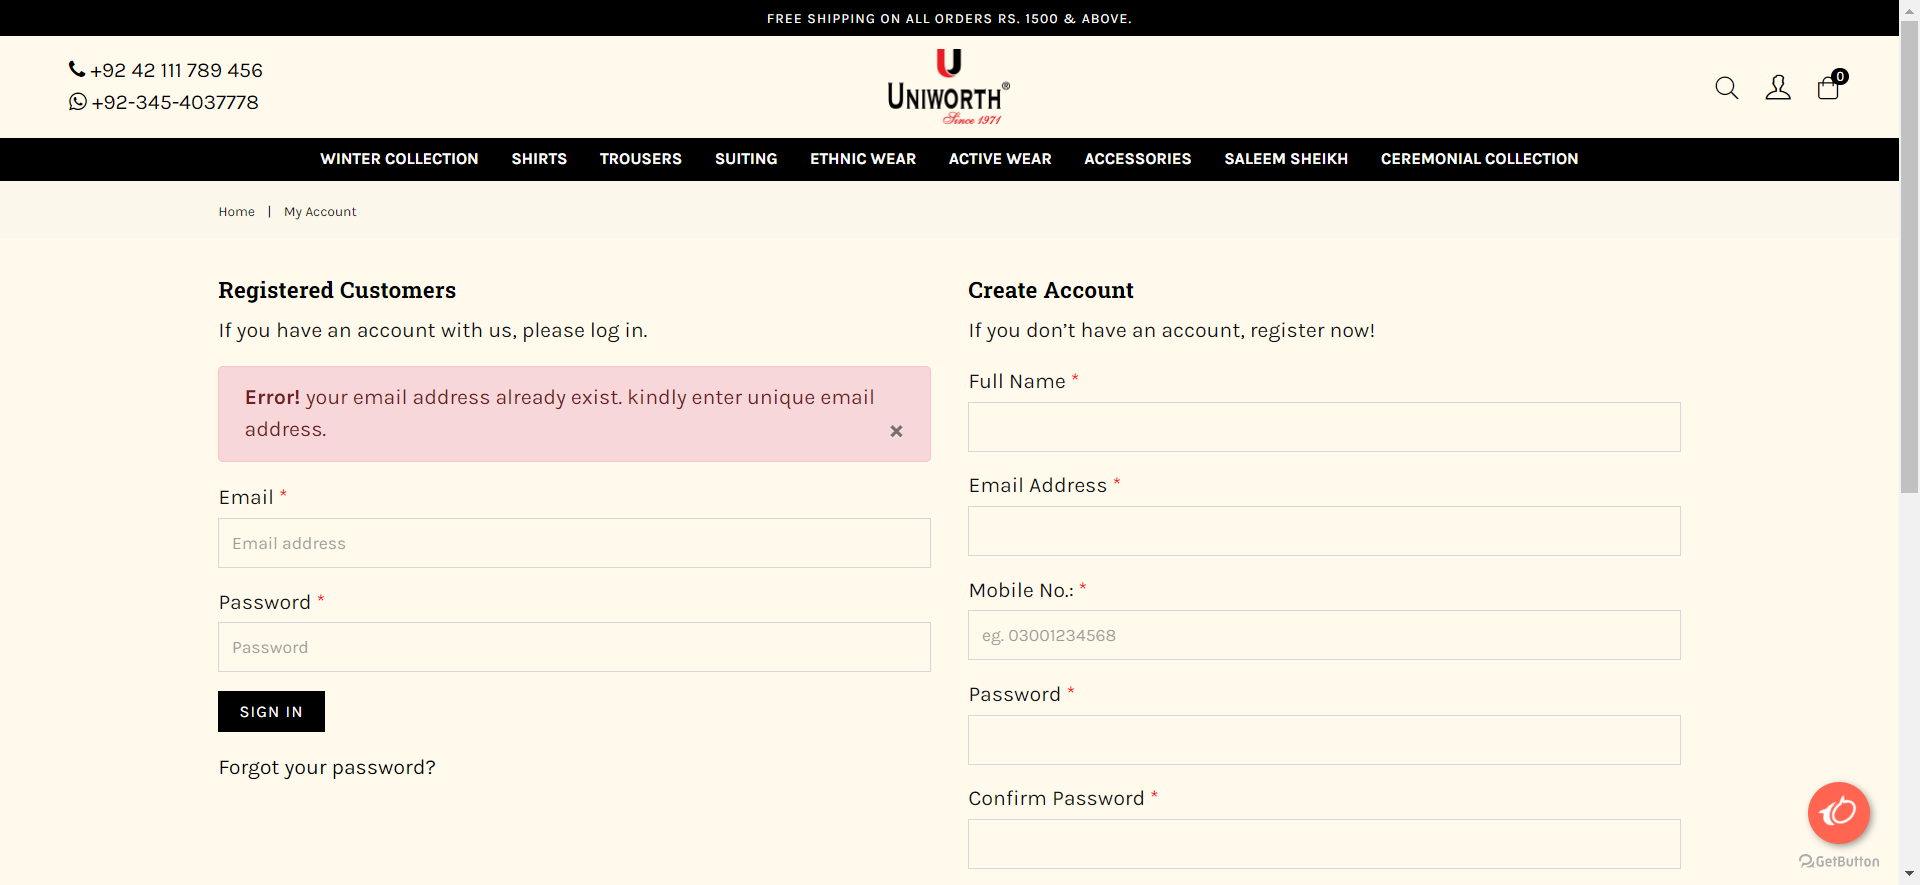 FREE SHIPPING ON ALL ORDERS RS. 1500 & ABOVE.
+92 42 111 789 456
+92-345-4037778
UNIWORTH®
Since 1971
0
WINTER COLLECTION SHIRTS TROUSERS SUITING ETHNIC WEAR ACTIVE WEAR ACCESSORIES SALEEM SHEIKH CEREMONIAL COLLECTION
Home | My Account
Registered Customers
If you have an account with us, please log in.
Error! your email address already exist. kindly enter unique email
address.
×
Email *
Email address
Password *
Password
SIGN IN
Forgot your password?
Create Account
If you don’t have an account, register now!
Full Name *
Email Address *
Mobile No.: *
eg. 03001234568
Password *
Confirm Password *
GetButton